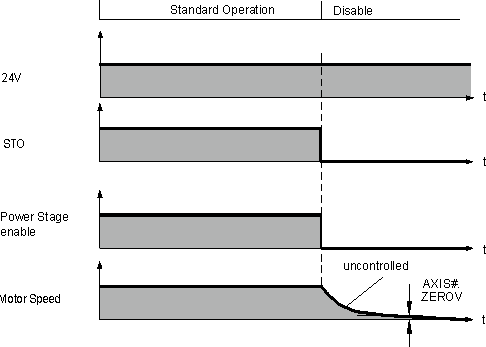 Standard Operation Disable
24V
t
STO
t
Power Stage
enable
t
uncontrolled
AXIS#.
ZEROV
Motor Speed
t